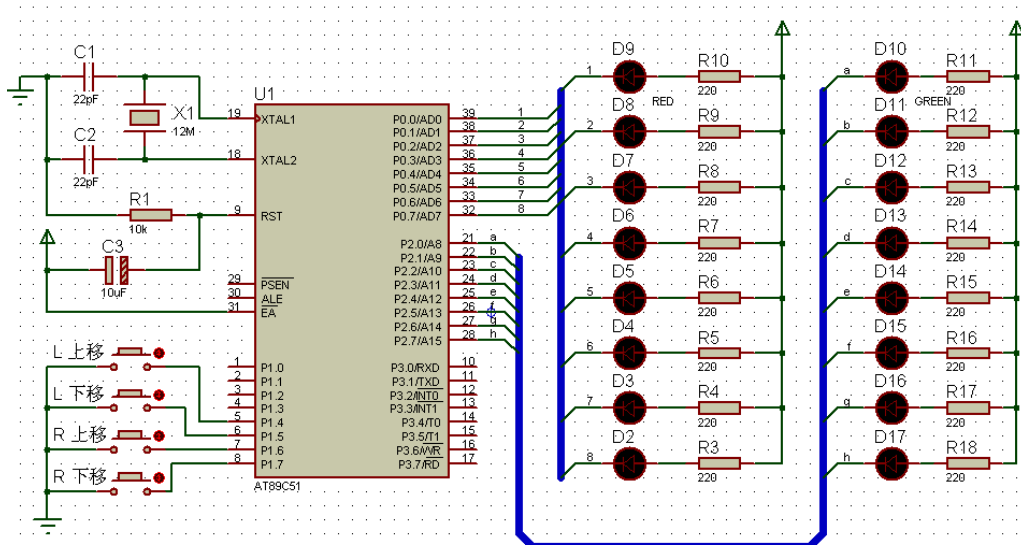 C1
22pF
X1
12M
C2
22pF
R1
10k
C3
10uF
L 上移
L 下移
R 上移
R 下移
U1
19 XTAL1
18 XTAL2
9 RST
29 PSEN
30 ALE
31 EA
1 P1.0
2 P1.1
3 P1.2
4 P1.3
5 P1.4
6 P1.5
7 P1.6
8 P1.7
P0.0/AD0 39 1
P0.1/AD1 38 2
P0.2/AD2 37 3
P0.3/AD3 36 4
P0.4/AD4 35 5
P0.5/AD5 34 6
P0.6/AD6 33 7
P0.7/AD7 32 8
P2.0/A8 21 a
P2.1/A9 22 b
P2.2/A10 23 c
P2.3/A11 24 d
P2.4/A12 25 e
P2.5/A13 26 f
P2.6/A14 27 g
P2.7/A15 28 h
P3.0/RXD 10
P3.1/TXD 11
P3.2/INT0 12
P3.3/INT1 13
P3.4/T0 14
P3.5/T1 15
P3.6/WR 16
P3.7/RD 17
AT89C51
1 D9 R10 220
RED
2 D8 R9 220
3 D7 R8 220
4 D6 R7 220
5 D5 R6 220
6 D4 R5 220
7 D3 R4 220
8 D2 R3 220
a D10 R11 220
GREEN
b D11 R12 220
c D12 R13 220
d D13 R14 220
e D14 R15 220
f D15 R16 220
g D16 R17 220
h D17 R18 220